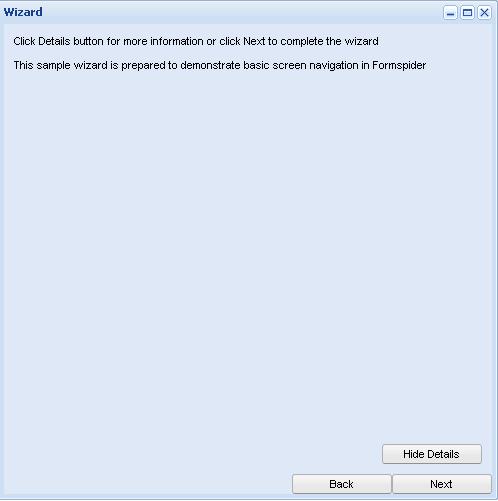 Wizard
Click Details button for more information or click Next to complete the wizard
This sample wizard is prepared to demonstrate basic screen navigation in Formspider
Hide Details
Back Next